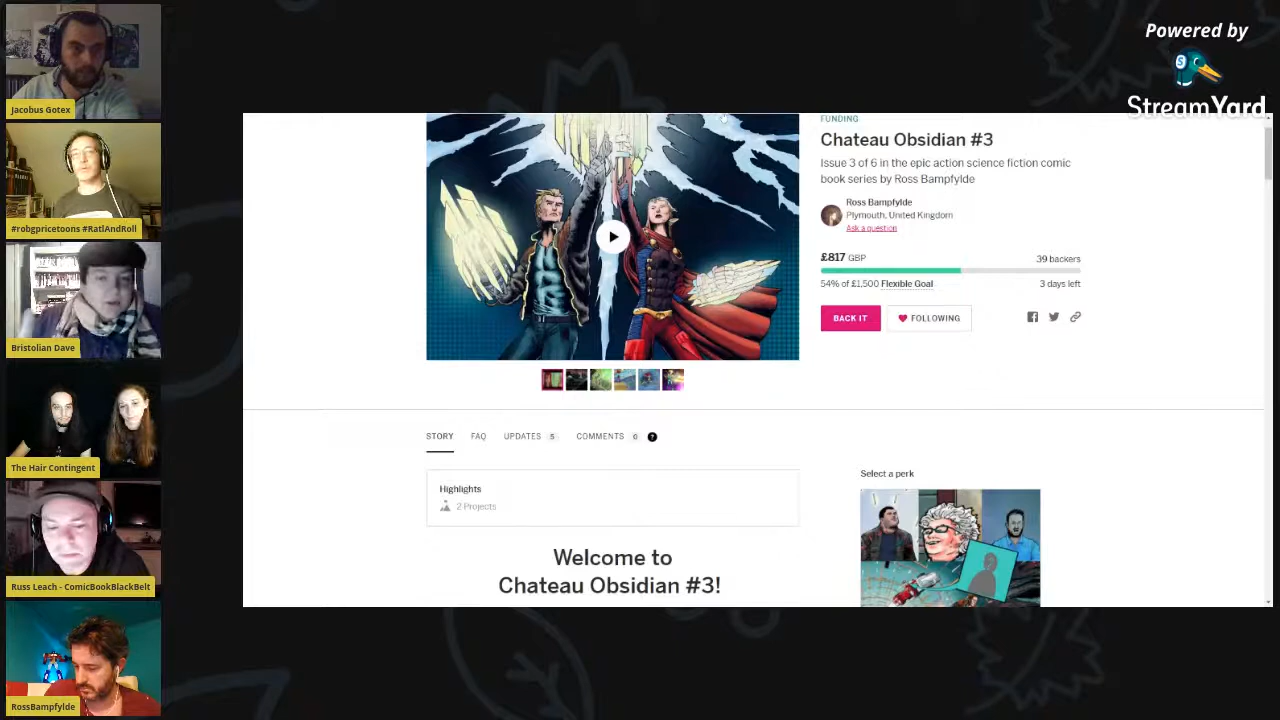 Powered by
StreamYard
Jacobus Gotex
#robgpricetoons #RatlAndRoll
Bristolian Dave
The Hair Contingent
Russ Leach - ComicBookBlackBelt
RossBampfylde
FUNDING
Chateau Obsidian #3
Issue 3 of 6 in the epic action science fiction comic
book series by Ross Bampfylde
Ross Bampfylde
Plymouth, United Kingdom
Ask a question
£817 GBP 39 backers
54% of £1,500 Flexible Goal 3 days left
BACK IT FOLLOWING
STORY FAQ UPDATES 5 COMMENTS 0 ?
Highlights
2 Projects
Welcome to
Chateau Obsidian #3!
Select a perk